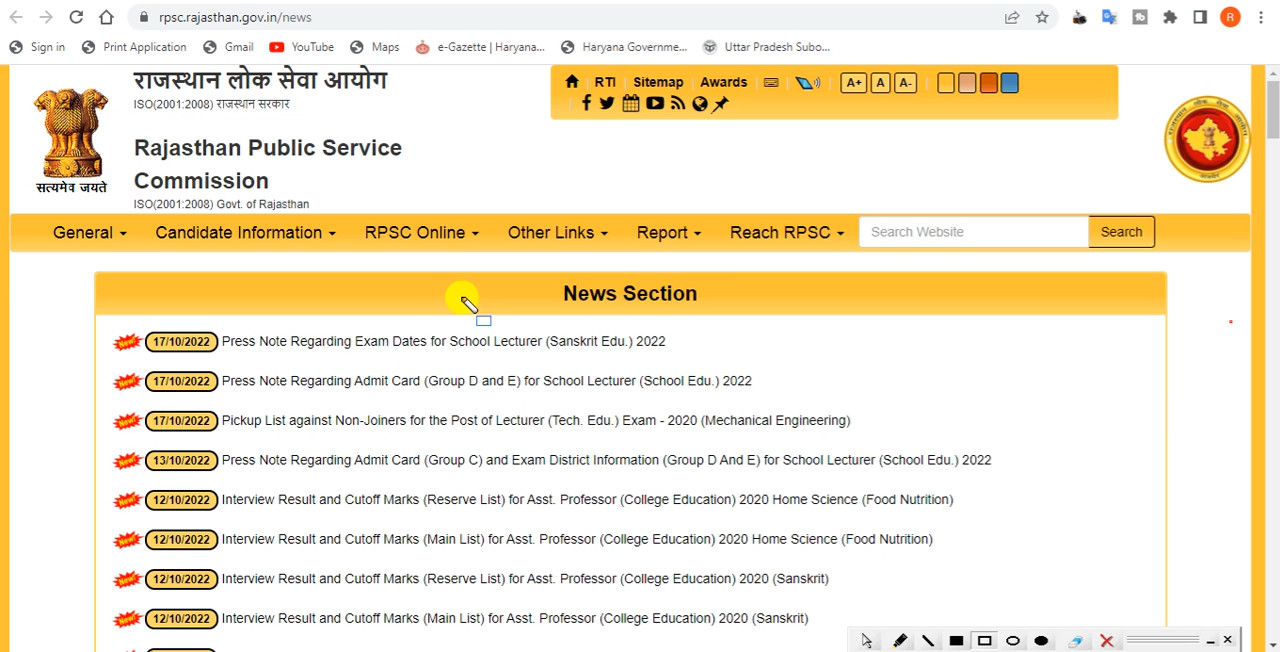 rpsc.rajasthan.gov.in/news
R
Sign in Print Application Gmail YouTube Maps e-Gazette | Haryana... Haryana Governme... Uttar Pradesh Subo...
राजस्थान लोक सेवा आयोग
ISO(2001:2008) राजस्थान सरकार
RTI Sitemap Awards A+ A A-
Rajasthan Public Service
Commission
ISO(2001:2008) Govt. of Rajasthan
सत्यमेव जयते
General Candidate Information RPSC Online Other Links Report Reach RPSC Search Website Search
News Section
New! 17/10/2022 Press Note Regarding Exam Dates for School Lecturer (Sanskrit Edu.) 2022
New! 17/10/2022 Press Note Regarding Admit Card (Group D and E) for School Lecturer (School Edu.) 2022
New! 17/10/2022 Pickup List against Non-Joiners for the Post of Lecturer (Tech. Edu.) Exam - 2020 (Mechanical Engineering)
New! 13/10/2022 Press Note Regarding Admit Card (Group C) and Exam District Information (Group D And E) for School Lecturer (School Edu.) 2022
New! 12/10/2022 Interview Result and Cutoff Marks (Reserve List) for Asst. Professor (College Education) 2020 Home Science (Food Nutrition)
New! 12/10/2022 Interview Result and Cutoff Marks (Main List) for Asst. Professor (College Education) 2020 Home Science (Food Nutrition)
New! 12/10/2022 Interview Result and Cutoff Marks (Reserve List) for Asst. Professor (College Education) 2020 (Sanskrit)
New! 12/10/2022 Interview Result and Cutoff Marks (Main List) for Asst. Professor (College Education) 2020 (Sanskrit)